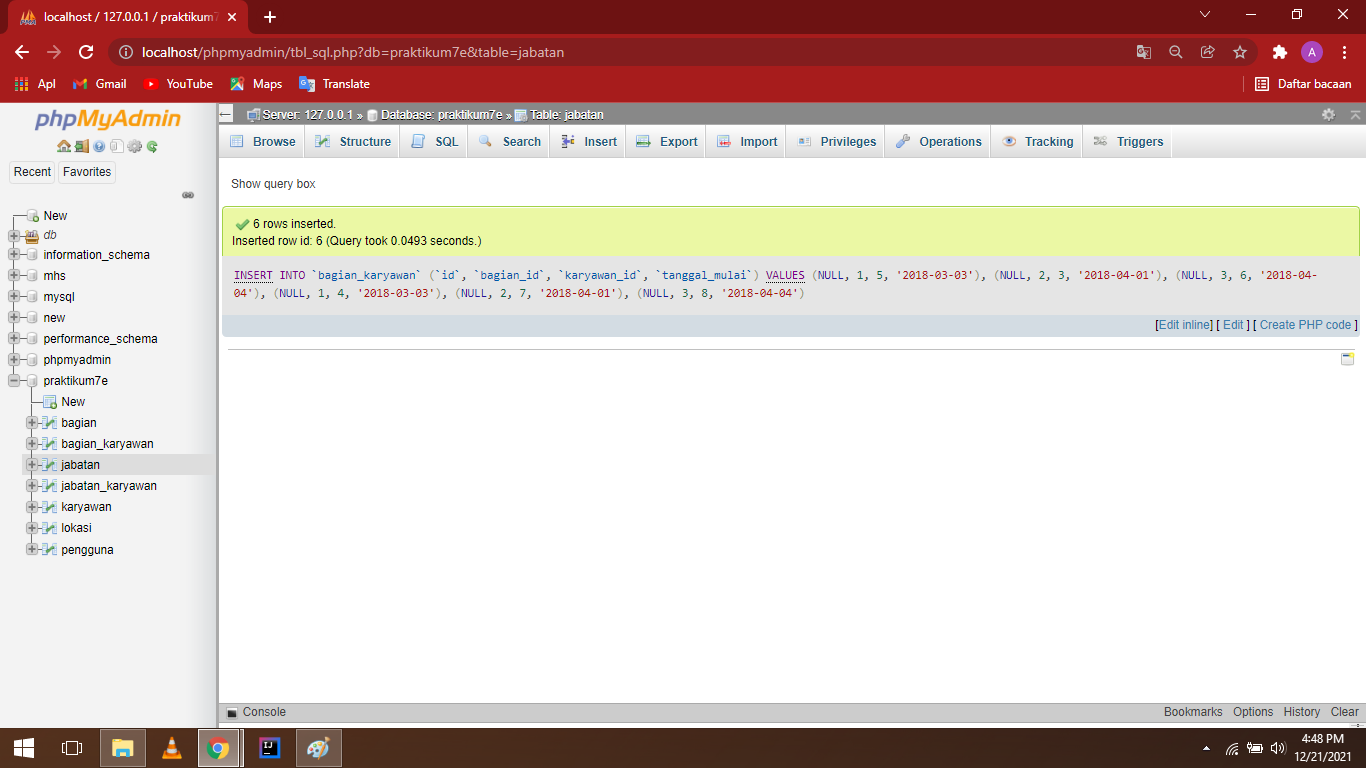 localhost / 127.0.0.1 / praktikum7
localhost/phpmyadmin/tbl_sql.php?db=praktikum7e&table=jabatan
A
Apl
Gmail
YouTube
Maps
Translate
Daftar bacaan
phpMyAdmin
Recent
Favorites
New
db
information_schema
mhs
mysql
new
performance_schema
phpmyadmin
praktikum7e
New
bagian
bagian_karyawan
jabatan
jabatan_karyawan
karyawan
lokasi
pengguna
Server: 127.0.0.1 » Database: praktikum7e » Table: jabatan
Browse
Structure
SQL
Search
Insert
Export
Import
Privileges
Operations
Tracking
Triggers
Show query box
6 rows inserted.
Inserted row id: 6 (Query took 0.0493 seconds.)
INSERT INTO `bagian_karyawan` (`id`, `bagian_id`, `karyawan_id`, `tanggal_mulai`) VALUES (NULL, 1, 5, '2018-03-03'), (NULL, 2, 3, '2018-04-01'), (NULL, 3, 6, '2018-04-
04'), (NULL, 1, 4, '2018-03-03'), (NULL, 2, 7, '2018-04-01'), (NULL, 3, 8, '2018-04-04')
[Edit inline] [ Edit ] [ Create PHP code ]
Console
Bookmarks
Options
History
Clear
4:48 PM
12/21/2021